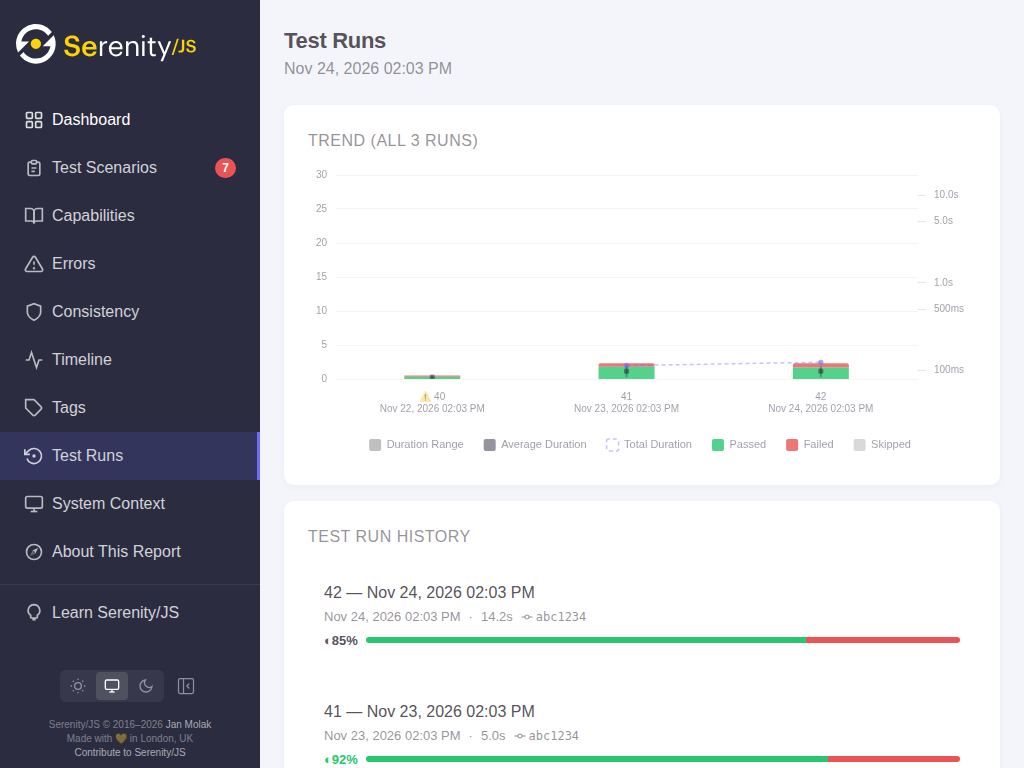 Serenity/JS
Dashboard
Test Scenarios
7
Capabilities
Errors
Consistency
Timeline
Tags
Test Runs
System Context
About This Report
Learn Serenity/JS
Serenity/JS © 2016–2026 Jan Molak
Made with 💛 in London, UK
Contribute to Serenity/JS
Test Runs
Nov 24, 2026 02:03 PM
TREND (ALL 3 RUNS)
30
25
20
15
10
5
0
10.0s
5.0s
1.0s
500ms
100ms
⚠️ 40
Nov 22, 2026 02:03 PM
41
Nov 23, 2026 02:03 PM
42
Nov 24, 2026 02:03 PM
Duration Range
Average Duration
Total Duration
Passed
Failed
Skipped
TEST RUN HISTORY
42 — Nov 24, 2026 02:03 PM
Nov 24, 2026 02:03 PM · 14.2s abc1234
85%
41 — Nov 23, 2026 02:03 PM
Nov 23, 2026 02:03 PM · 5.0s abc1234
92%